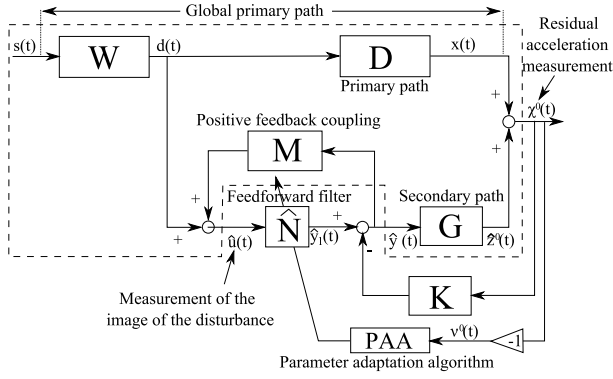 Global primary path
s(t)
W
d(t)
D
x(t)
Primary path
Residual
acceleration
measurement
+
χ⁰(t)
+
Positive feedback coupling
M
+
Feedforward filter
Secondary path
+
û(t)
N̂
ŷ₁(t)
+
-
ŷ (t)
G
ẑ⁰(t)
K
Measurement of the
image of the disturbance
PAA
ν⁰(t)
-1
Parameter adaptation algorithm